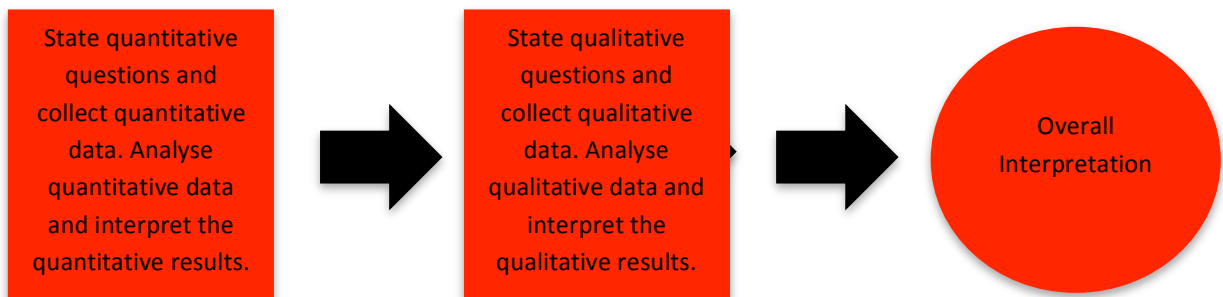 State quantitative
questions and
collect quantitative
data. Analyse
quantitative data
and interpret the
quantitative results.
State qualitative
questions and
collect qualitative
data. Analyse
qualitative data and
interpret the
qualitative results.
Overall
Interpretation